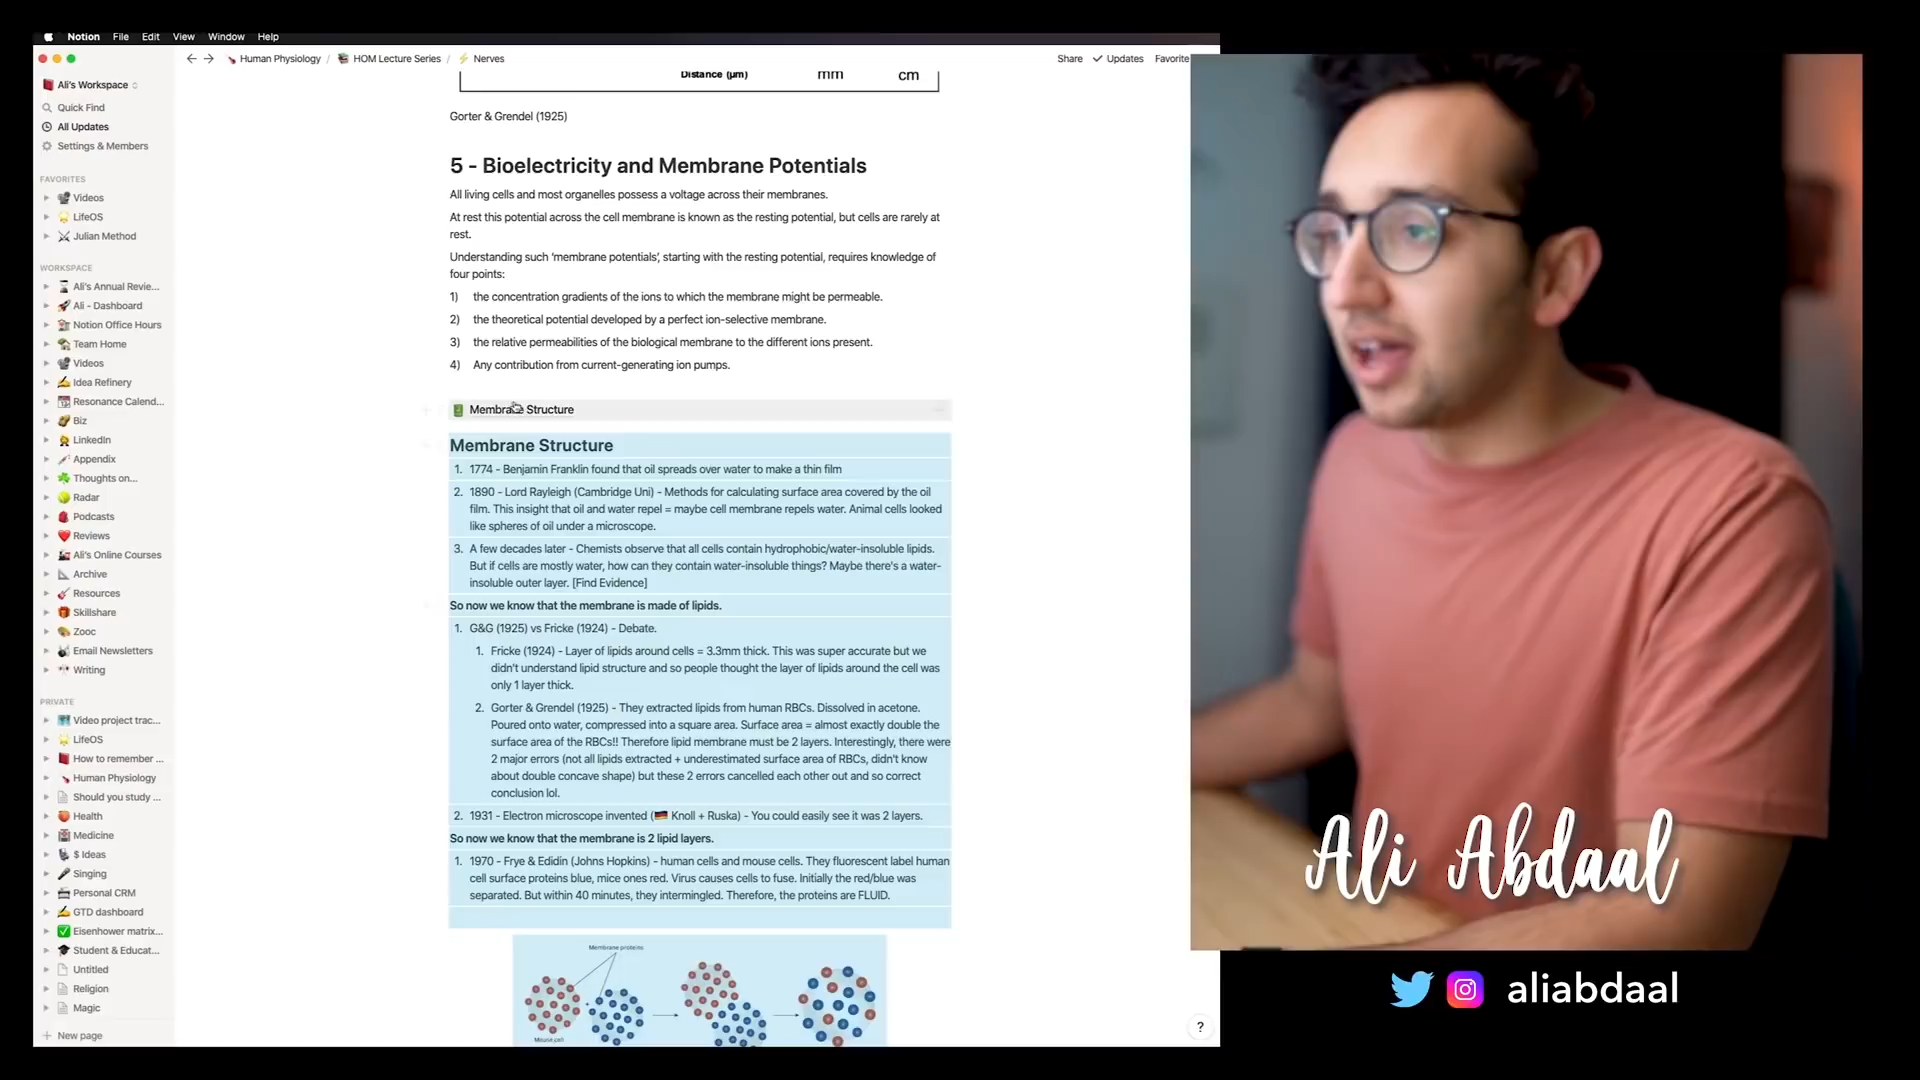 Notion File Edit View Window Help
Human Physiology / HOM Lecture Series / Nerves
Share Updates Favorite
Ali's Workspace
Quick Find
All Updates
Settings & Members
FAVORITES
Videos
LifeOS
Julian Method
WORKSPACE
Ali's Annual Revie...
Ali - Dashboard
Notion Office Hours
Team Home
Videos
Idea Refinery
Resonance Calend...
Biz
LinkedIn
Appendix
Thoughts on...
Radar
Podcasts
Reviews
Ali's Online Courses
Archive
Resources
Skillshare
Zooc
Email Newsletters
Writing
PRIVATE
Video project trac...
LifeOS
How to remember ...
Human Physiology
Should you study ...
Health
Medicine
$ Ideas
Singing
Personal CRM
GTD dashboard
Eisenhower matrix...
Student & Educat...
Untitled
Religion
Magic
New page
Distance (µm) mm cm
Gorter & Grendel (1925)
5 - Bioelectricity and Membrane Potentials
All living cells and most organelles possess a voltage across their membranes.
At rest this potential across the cell membrane is known as the resting potential, but cells are rarely at
rest.
Understanding such 'membrane potentials', starting with the resting potential, requires knowledge of
four points:
1) the concentration gradients of the ions to which the membrane might be permeable.
2) the theoretical potential developed by a perfect ion-selective membrane.
3) the relative permeabilities of the biological membrane to the different ions present.
4) Any contribution from current-generating ion pumps.
Membrane Structure
Membrane Structure
1. 1774 - Benjamin Franklin found that oil spreads over water to make a thin film
2. 1890 - Lord Rayleigh (Cambridge Uni) - Methods for calculating surface area covered by the oil
film. This insight that oil and water repel = maybe cell membrane repels water. Animal cells looked
like spheres of oil under a microscope.
3. A few decades later - Chemists observe that all cells contain hydrophobic/water-insoluble lipids.
But if cells are mostly water, how can they contain water-insoluble things? Maybe there's a water-
insoluble outer layer. [Find Evidence]
So now we know that the membrane is made of lipids.
1. G&G (1925) vs Fricke (1924) - Debate.
1. Fricke (1924) - Layer of lipids around cells = 3.3mm thick. This was super accurate but we
didn't understand lipid structure and so people thought the layer of lipids around the cell was
only 1 layer thick.
2. Gorter & Grendel (1925) - They extracted lipids from human RBCs. Dissolved in acetone.
Poured onto water, compressed into a square area. Surface area = almost exactly double the
surface area of the RBCs!! Therefore lipid membrane must be 2 layers. Interestingly, there were
2 major errors (not all lipids extracted + underestimated surface area of RBCs, didn't know
about double concave shape) but these 2 errors cancelled each other out and so correct
conclusion lol.
2. 1931 - Electron microscope invented (🇩🇪 Knoll + Ruska) - You could easily see it was 2 layers.
So now we know that the membrane is 2 lipid layers.
1. 1970 - Frye & Edidin (Johns Hopkins) - human cells and mouse cells. They fluorescent label human
cell surface proteins blue, mice ones red. Virus causes cells to fuse. Initially the red/blue was
separated. But within 40 minutes, they intermingled. Therefore, the proteins are FLUID.
Membrane proteins
Mouse cell
?
Ali Abdaal
aliabdaal